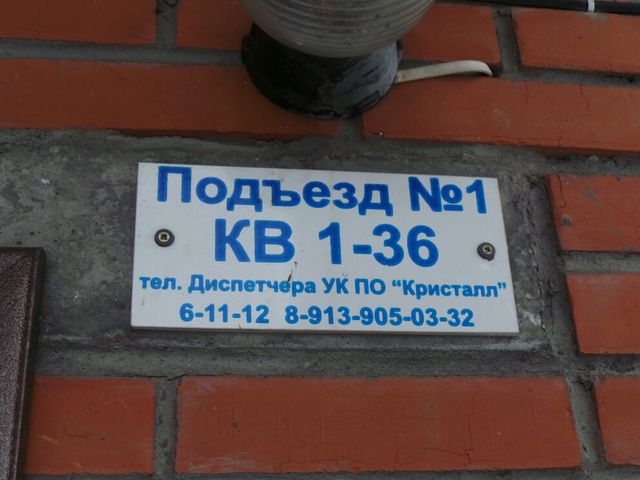 Подъезд №1
КВ 1-36
тел. Диспетчера УК ПО “Кристалл”
6-11-12 8-913-905-03-32